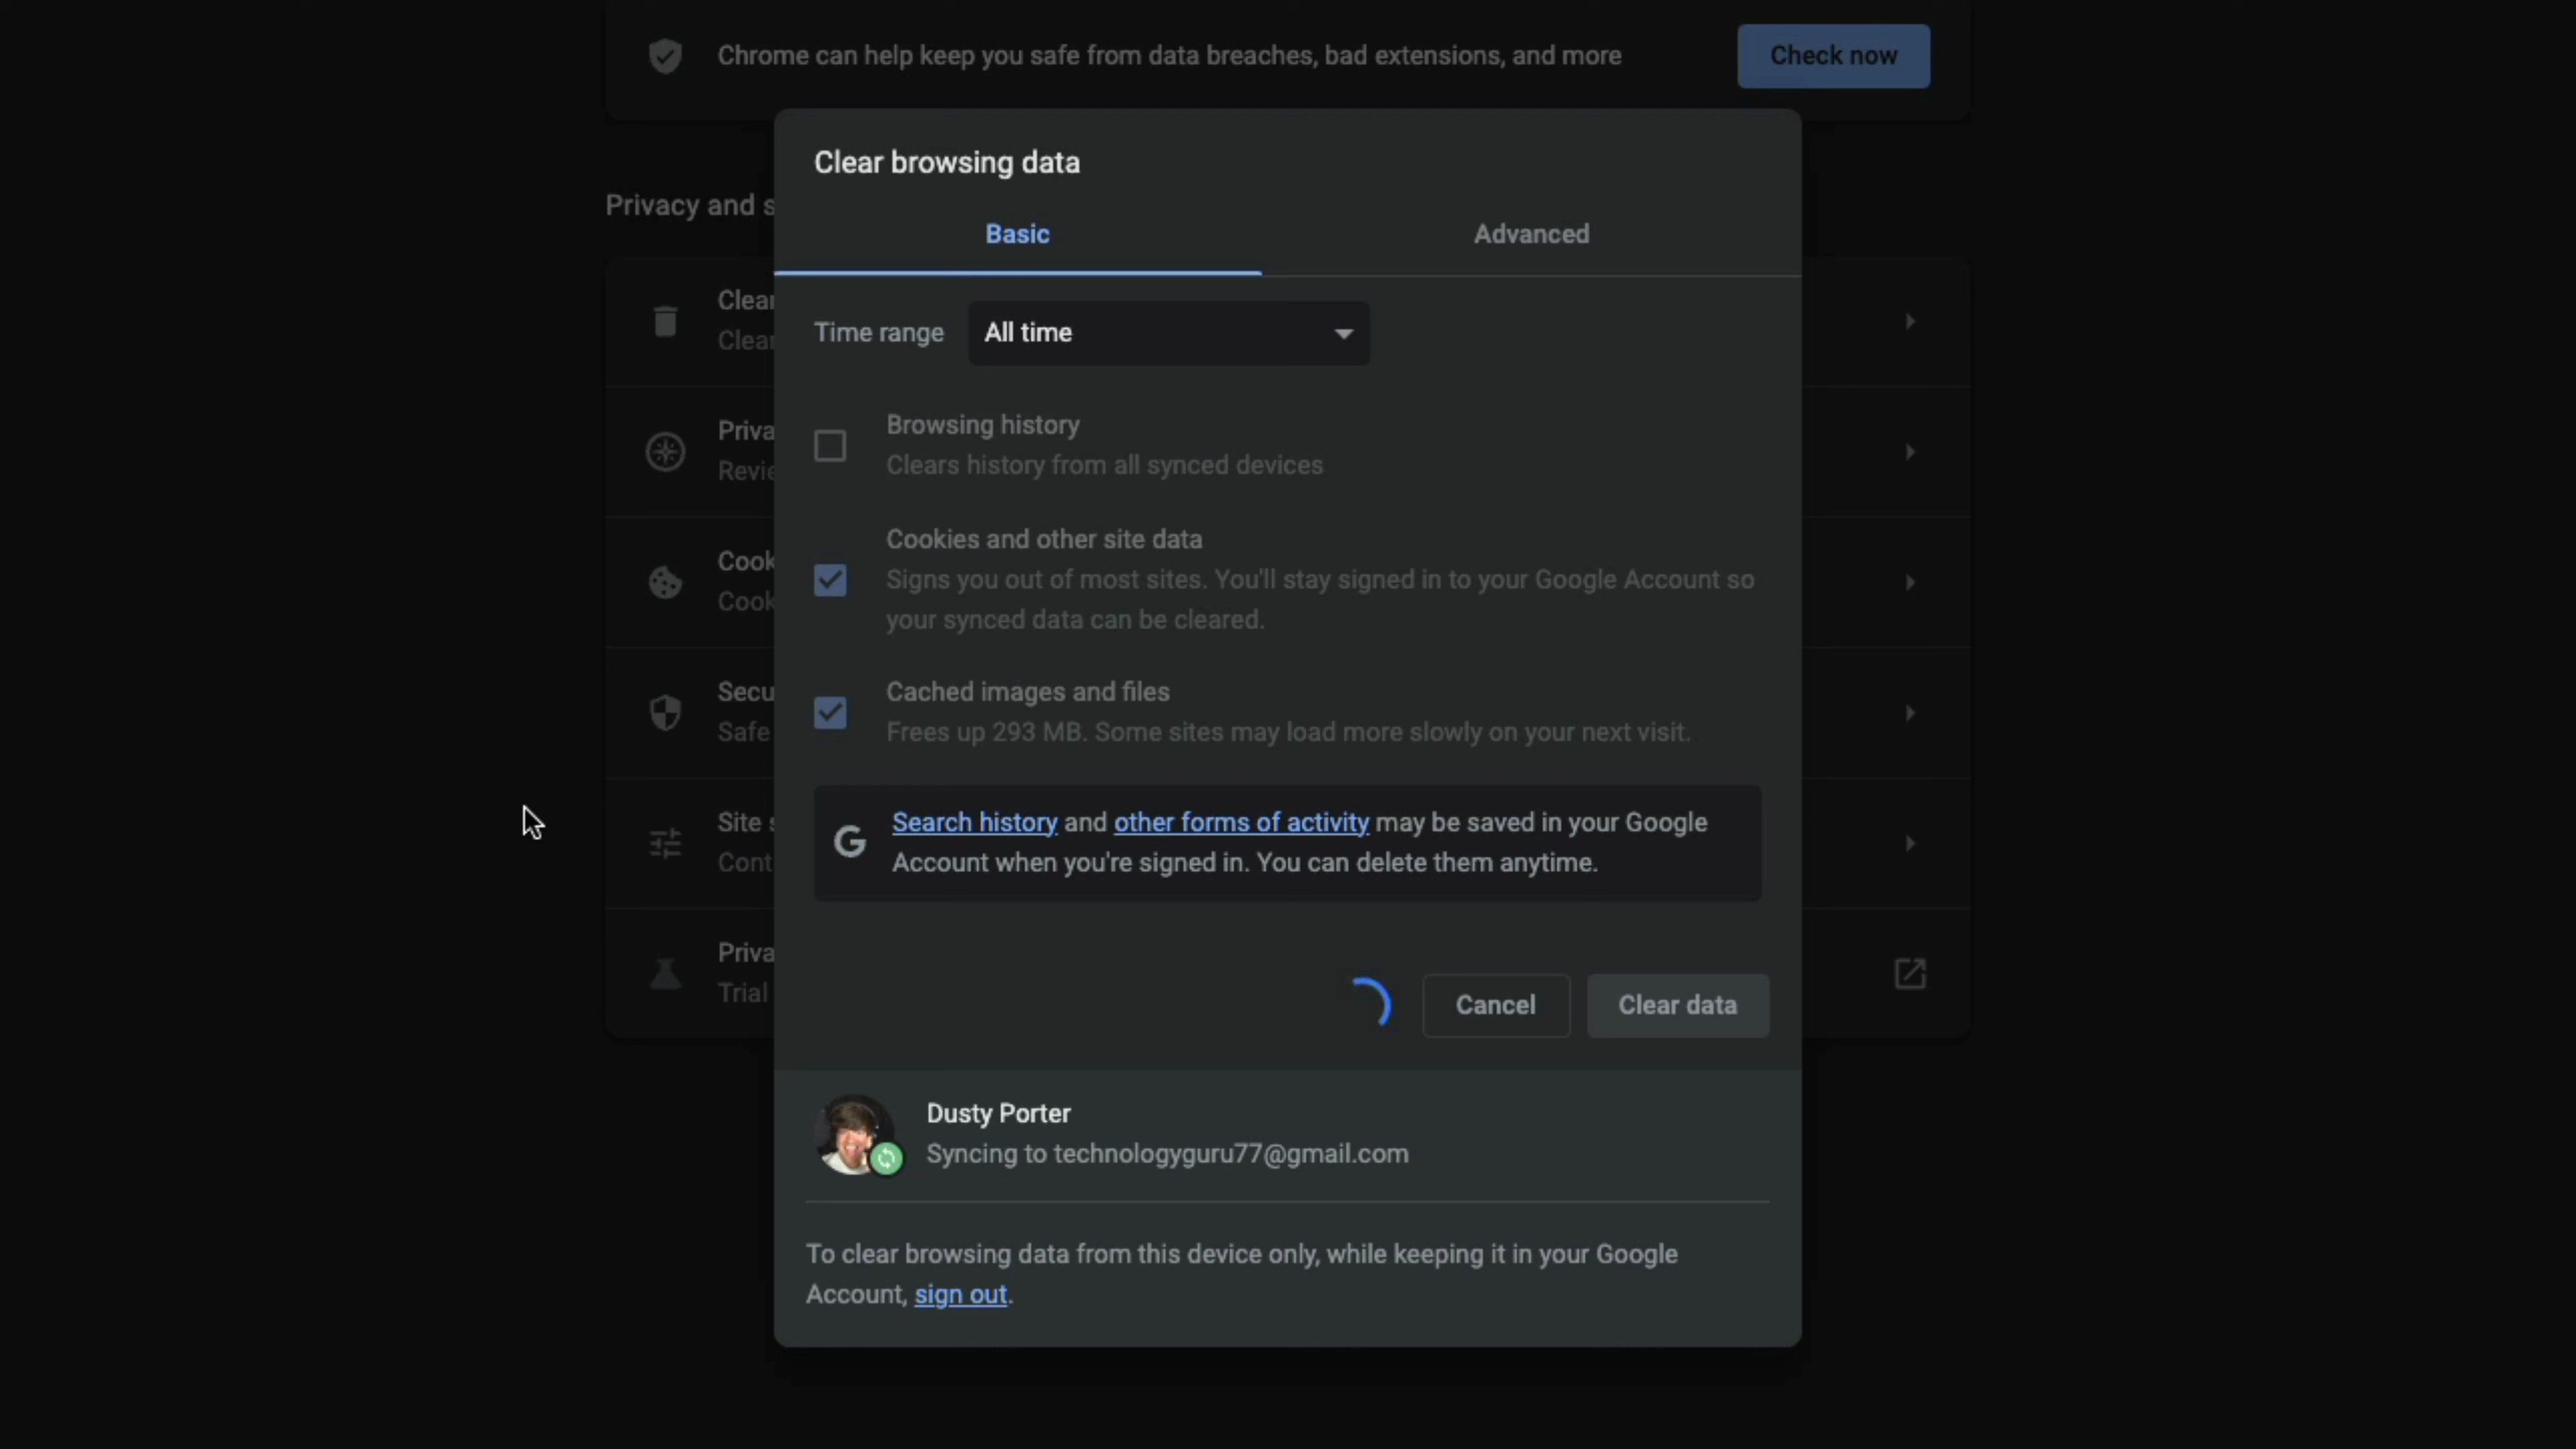 Chrome can help keep you safe from data breaches, bad extensions, and more
Check now
Privacy and s
Clear browsing data
Basic
Advanced
Time range
All time
Browsing history
Clears history from all synced devices
Cookies and other site data
Signs you out of most sites. You'll stay signed in to your Google Account so
your synced data can be cleared.
Cached images and files
Frees up 293 MB. Some sites may load more slowly on your next visit.
Search history and other forms of activity may be saved in your Google
Account when you're signed in. You can delete them anytime.
Cancel
Clear data
Dusty Porter
Syncing to technologyguru77@gmail.com
To clear browsing data from this device only, while keeping it in your Google
Account, sign out.
Clear
Clear
Priva
Revie
Cook
Cook
Secu
Safe
Site s
Cont
Priva
Trial